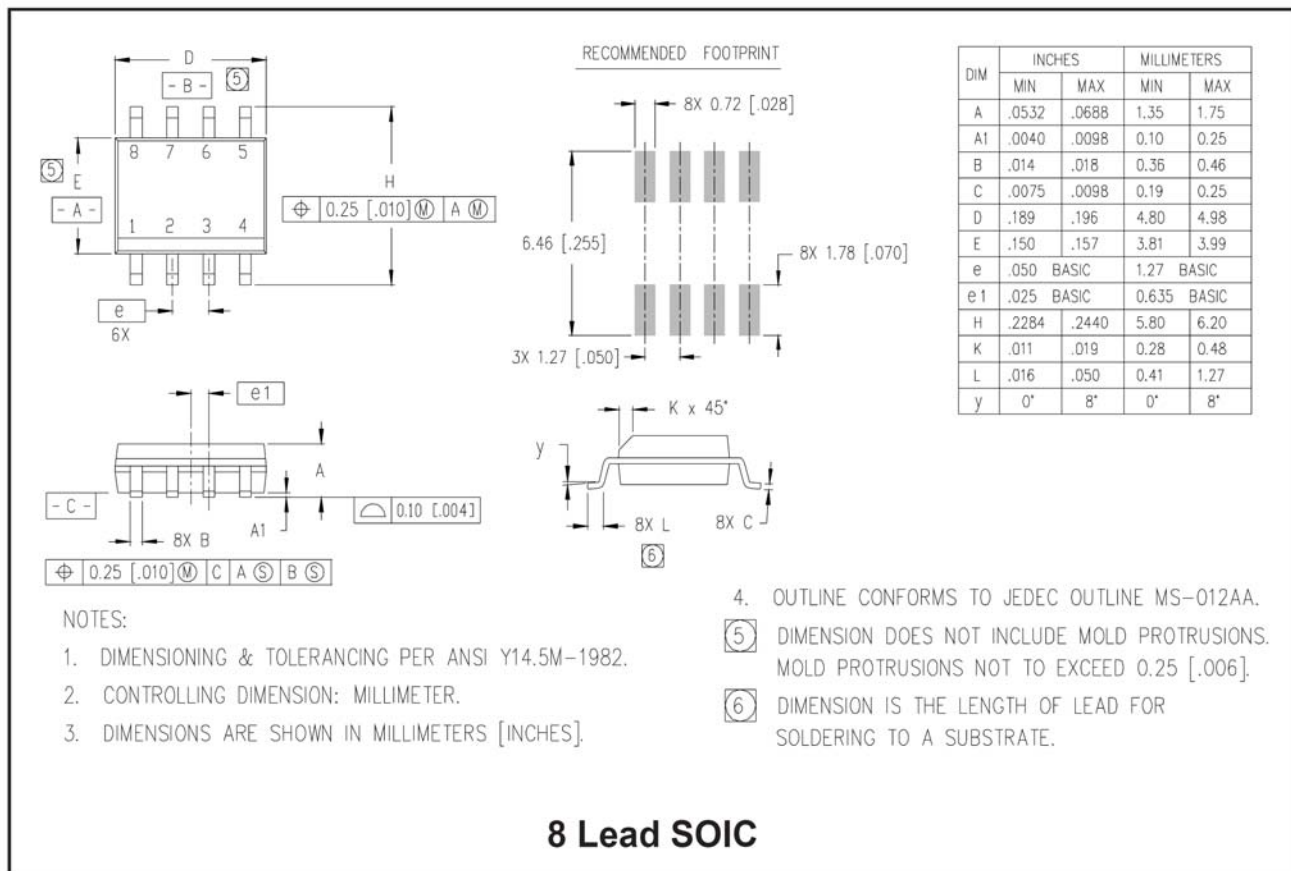 D
- B -
5
8 7 6 5
5
E
- A -
H
⌖ 0.25 [.010] Ⓜ A Ⓜ
1 2 3 4
e
6X
RECOMMENDED FOOTPRINT
8X 0.72 [.028]
6.46 [.255]
8X 1.78 [.070]
3X 1.27 [.050]
DIM INCHES MILLIMETERS
MIN MAX MIN MAX
A .0532 .0688 1.35 1.75
A1 .0040 .0098 0.10 0.25
B .014 .018 0.36 0.46
C .0075 .0098 0.19 0.25
D .189 .196 4.80 4.98
E .150 .157 3.81 3.99
e .050 BASIC 1.27 BASIC
e1 .025 BASIC 0.635 BASIC
H .2284 .2440 5.80 6.20
K .011 .019 0.28 0.48
L .016 .050 0.41 1.27
y 0° 8° 0° 8°
e1
A
- C -
8X B
A1
⌓ 0.10 [.004]
⌖ 0.25 [.010] Ⓜ C A Ⓢ B Ⓢ
K x 45°
y
8X L
8X C
6
NOTES:
1. DIMENSIONING & TOLERANCING PER ANSI Y14.5M-1982.
2. CONTROLLING DIMENSION: MILLIMETER.
3. DIMENSIONS ARE SHOWN IN MILLIMETERS [INCHES].
4. OUTLINE CONFORMS TO JEDEC OUTLINE MS-012AA.
5 DIMENSION DOES NOT INCLUDE MOLD PROTRUSIONS.
MOLD PROTRUSIONS NOT TO EXCEED 0.25 [.006].
6 DIMENSION IS THE LENGTH OF LEAD FOR
SOLDERING TO A SUBSTRATE.
8 Lead SOIC